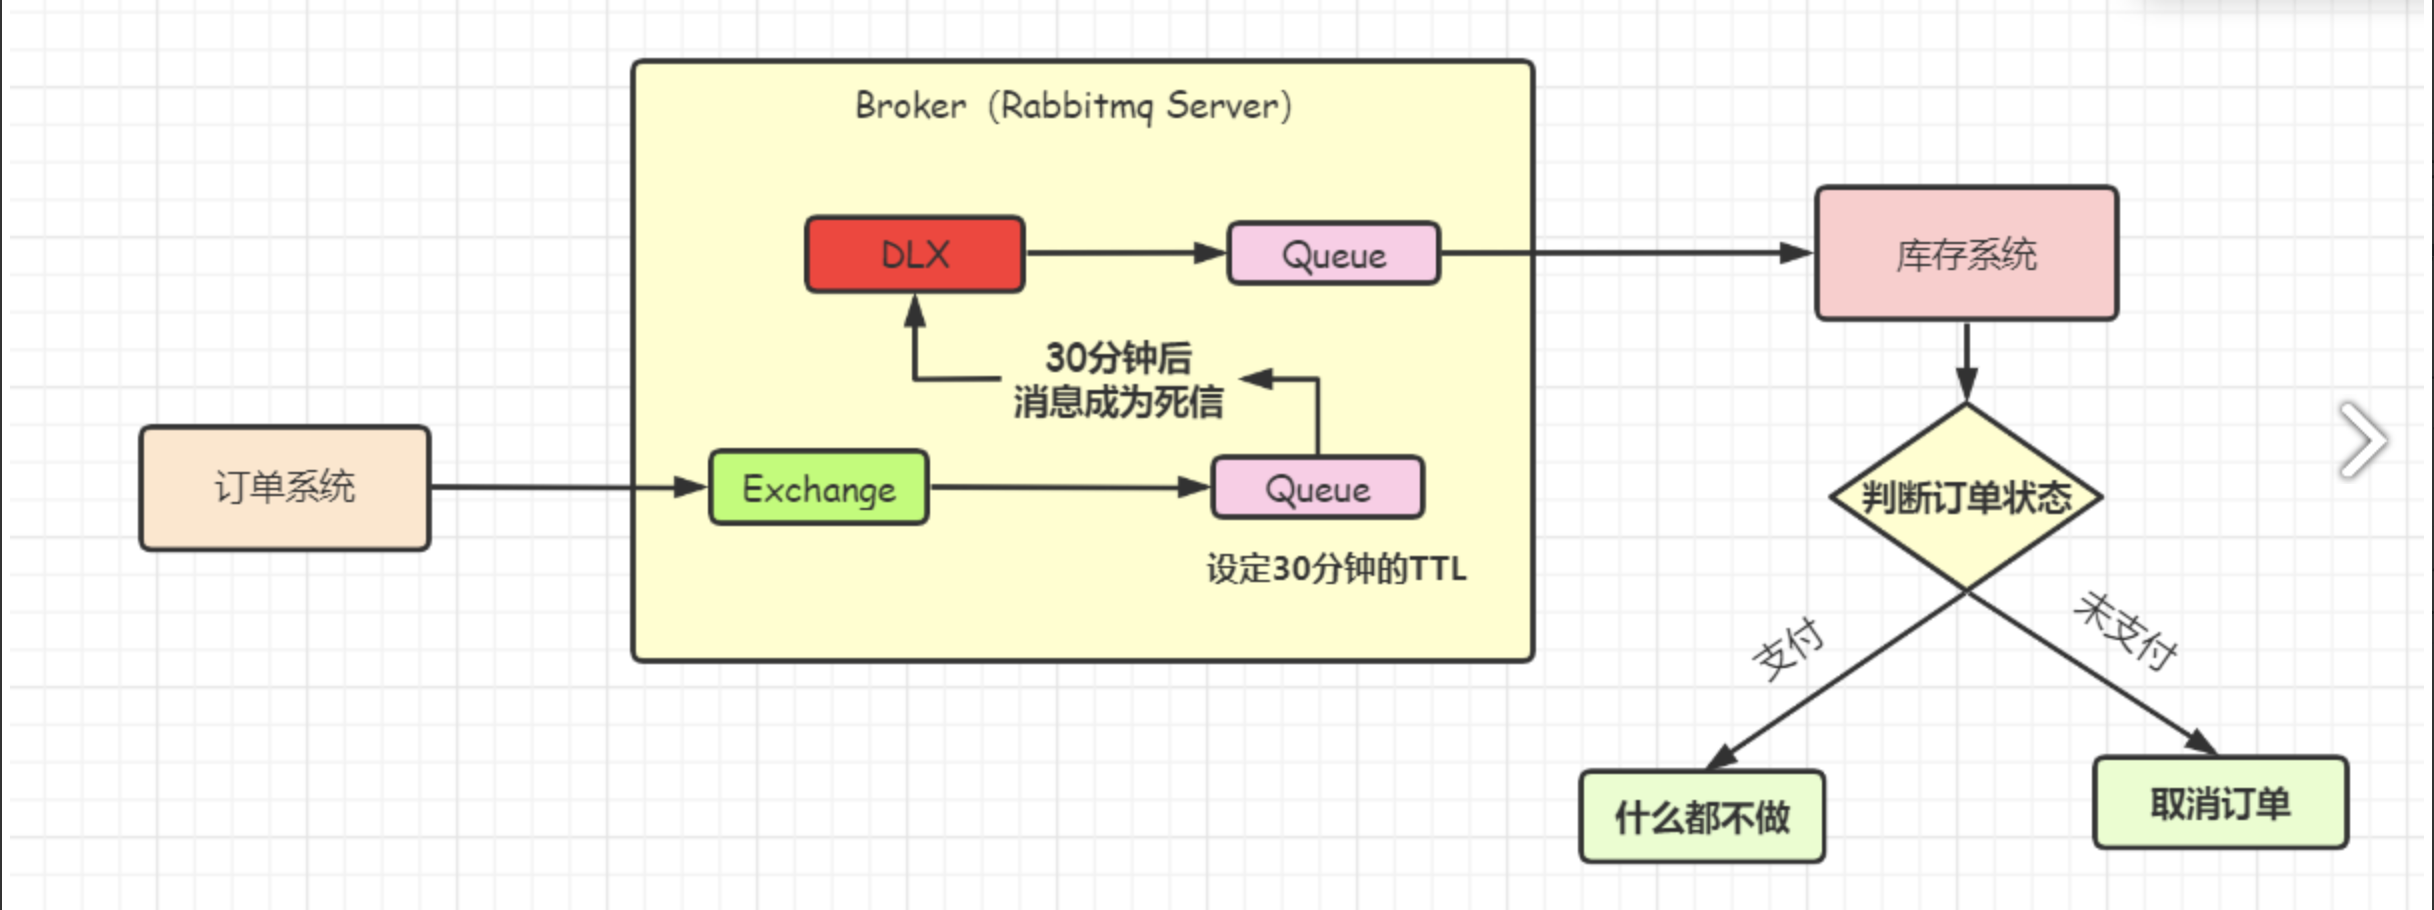 Broker（Rabbitmq Server）
DLX
Queue
库存系统
30分钟后
消息成为死信
订单系统
Exchange
Queue
判断订单状态
设定30分钟的TTL
支付
未支付
什么都不做
取消订单